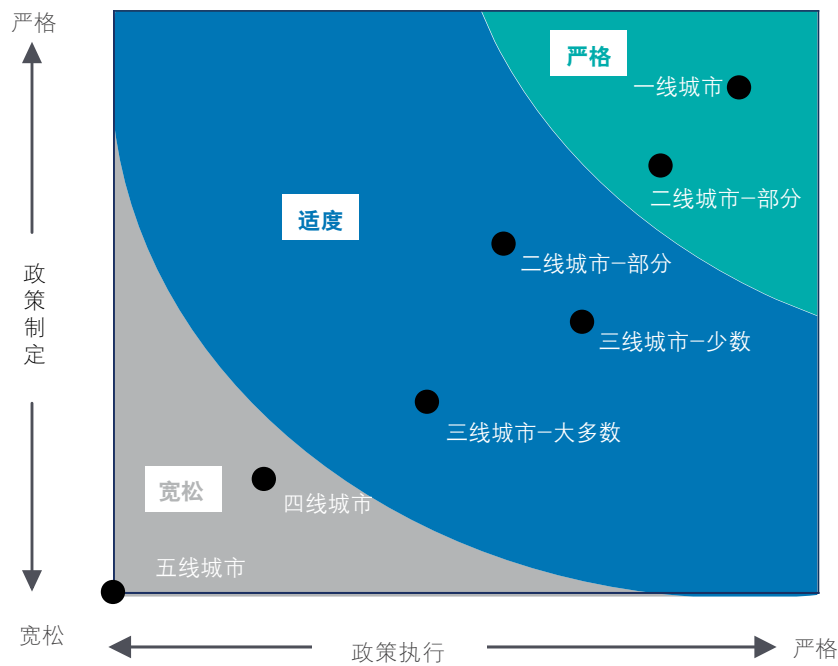 严格
严格
一线城市
二线城市-部分
适度
二线城市-部分
政策制定
三线城市-少数
三线城市-大多数
宽松
四线城市
五线城市
宽松
政策执行
严格